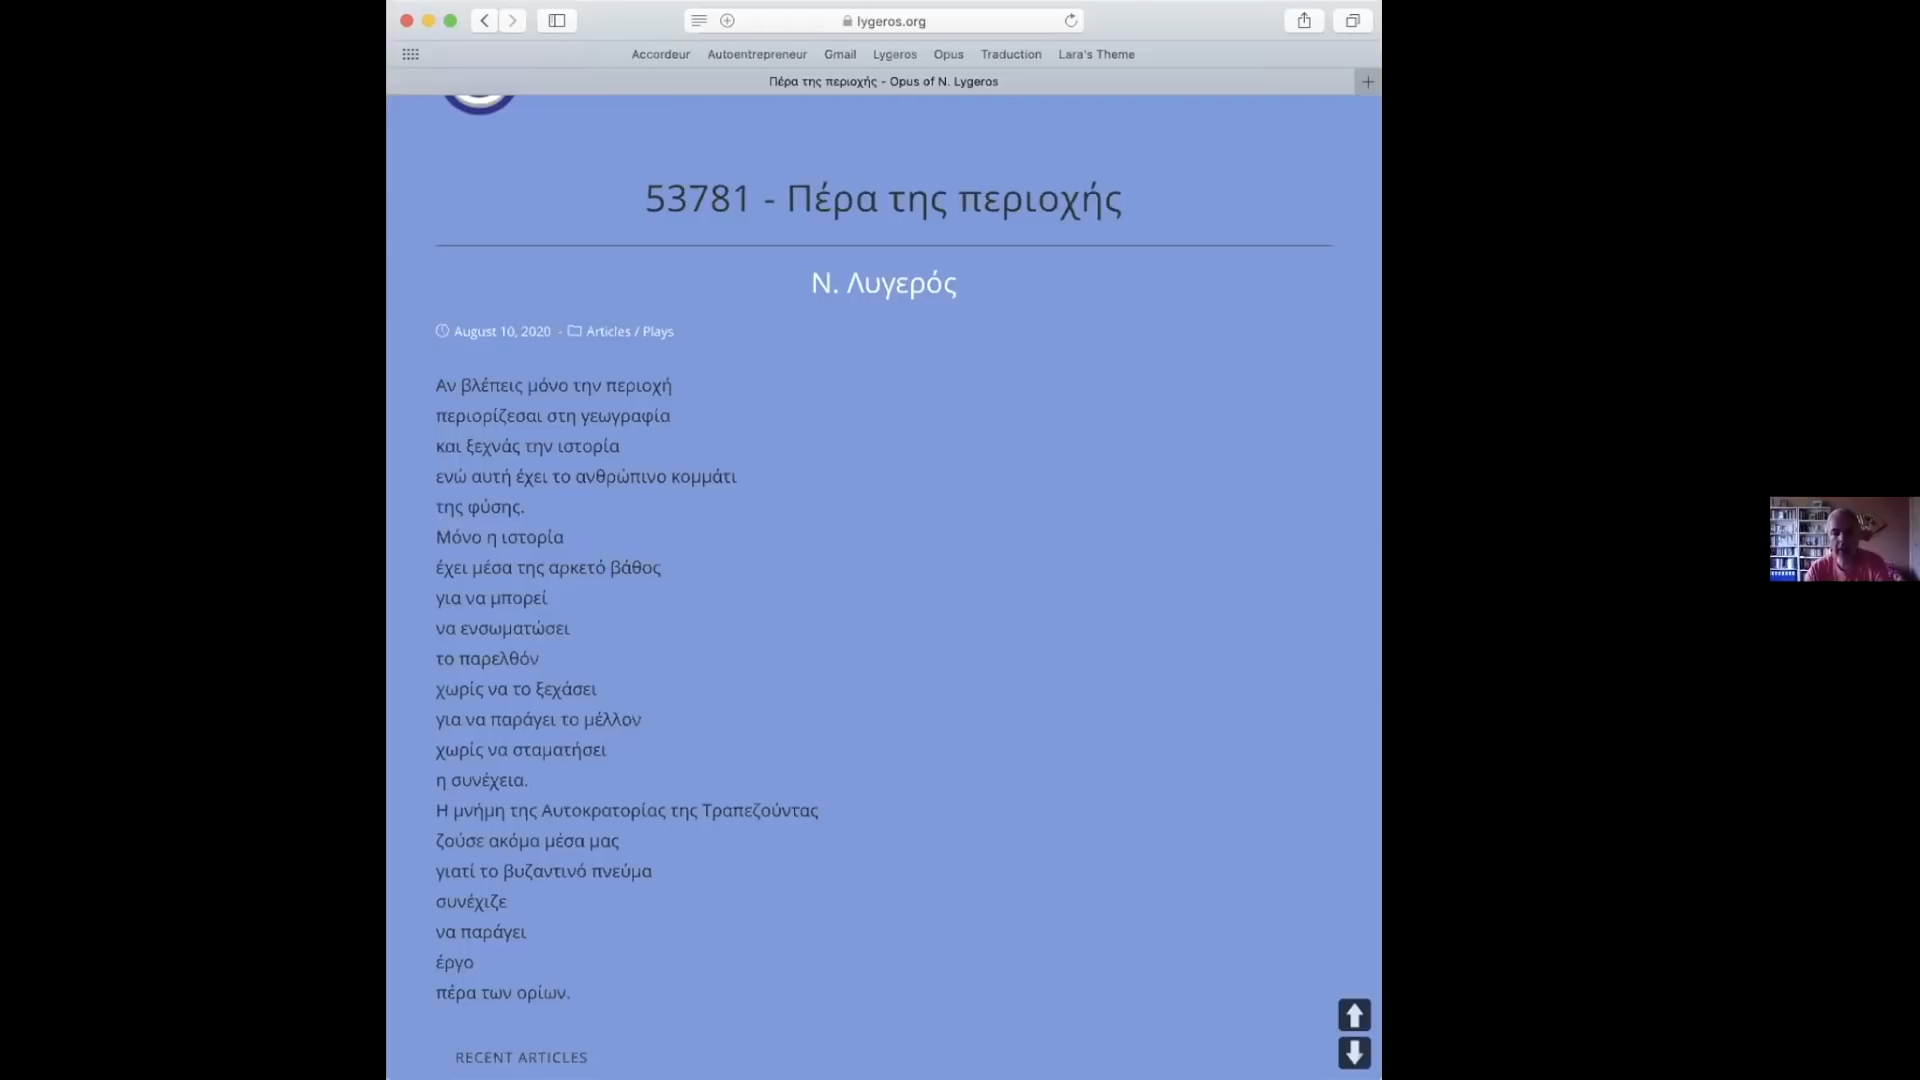 lygeros.org
Accordeur Autoentrepreneur Gmail Lygeros Opus Traduction Lara's Theme
Πέρα της περιοχής - Opus of N. Lygeros
53781 - Πέρα της περιοχής
Ν. Λυγερός
August 10, 2020 - Articles / Plays
Αν βλέπεις μόνο την περιοχή
περιορίζεσαι στη γεωγραφία
και ξεχνάς την ιστορία
ενώ αυτή έχει το ανθρώπινο κομμάτι
της φύσης.
Μόνο η ιστορία
έχει μέσα της αρκετό βάθος
για να μπορεί
να ενσωματώσει
το παρελθόν
χωρίς να το ξεχάσει
για να παράγει το μέλλον
χωρίς να σταματήσει
η συνέχεια.
Η μνήμη της Αυτοκρατορίας της Τραπεζούντας
ζούσε ακόμα μέσα μας
γιατί το βυζαντινό πνεύμα
συνέχιζε
να παράγει
έργο
πέρα των ορίων.
RECENT ARTICLES